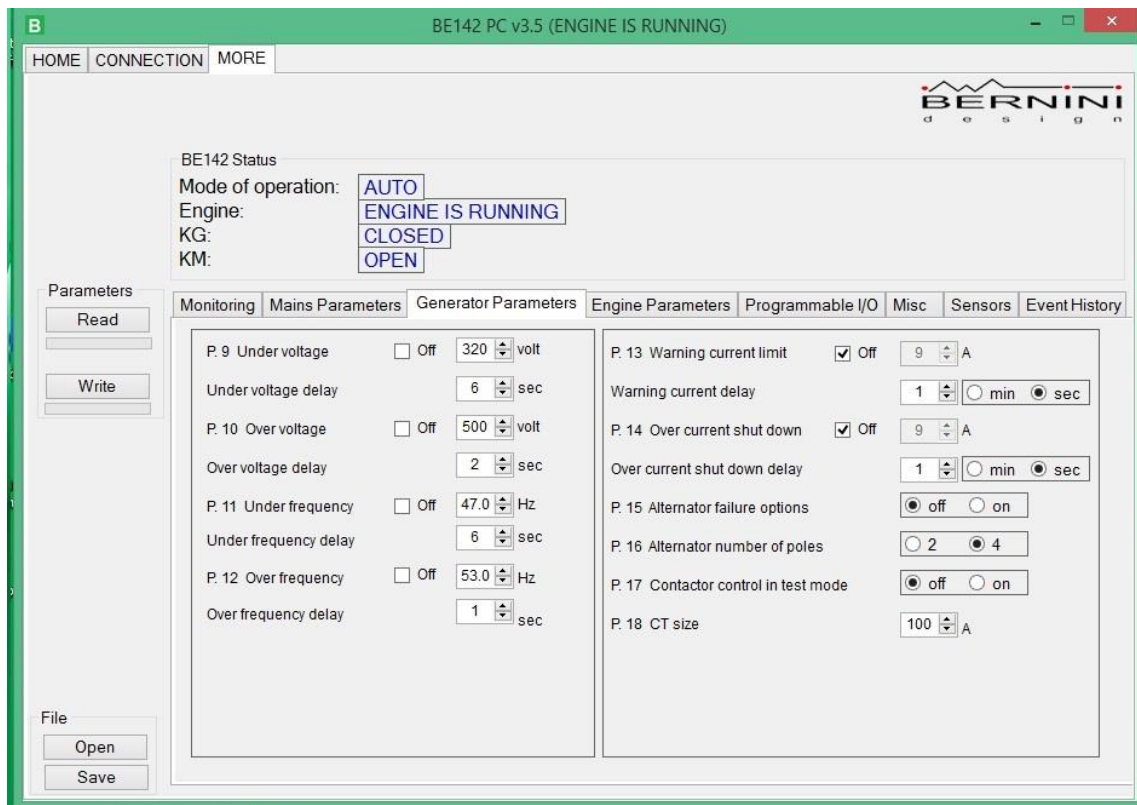 B
BE142 PC v3.5 (ENGINE IS RUNNING)
HOME CONNECTION MORE
BERNINI
design
BE142 Status
Mode of operation: AUTO
Engine: ENGINE IS RUNNING
KG: CLOSED
KM: OPEN
Parameters
Read
Write
Monitoring Mains Parameters Generator Parameters Engine Parameters Programmable I/O Misc Sensors Event History
P. 9 Under voltage Off 320 volt
Under voltage delay 6 sec
P. 10 Over voltage Off 500 volt
Over voltage delay 2 sec
P. 11 Under frequency Off 47.0 Hz
Under frequency delay 6 sec
P. 12 Over frequency Off 53.0 Hz
Over frequency delay 1 sec
P. 13 Warning current limit Off 9 A
Warning current delay 1 min sec
P. 14 Over current shut down Off 9 A
Over current shut down delay 1 min sec
P. 15 Alternator failure options off on
P. 16 Alternator number of poles 2 4
P. 17 Contactor control in test mode off on
P. 18 CT size 100 A
File
Open
Save